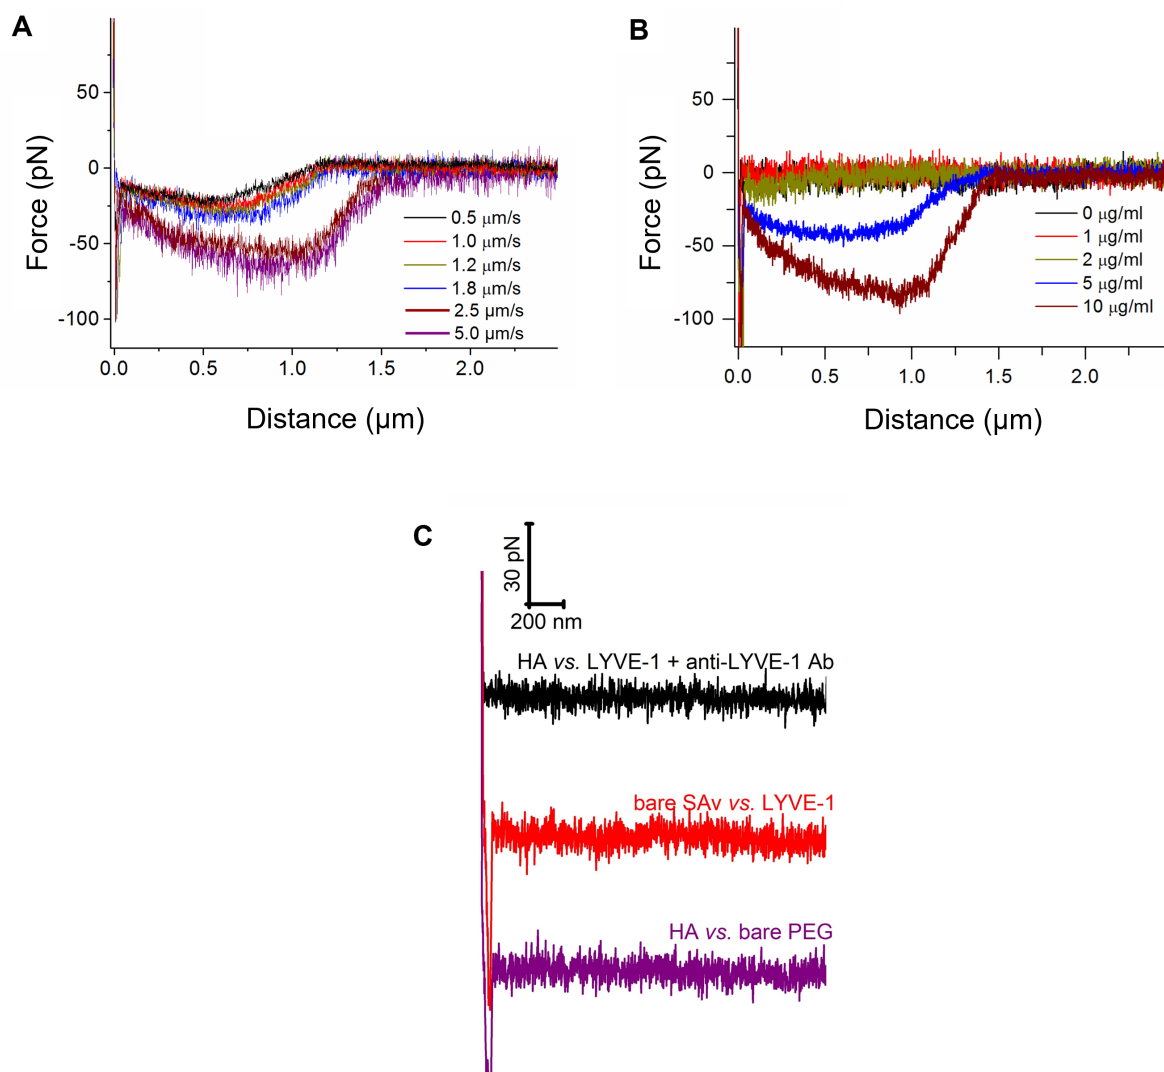 A
Force (pN)
50
0
-50
-100
0.5 μm/s
1.0 μm/s
1.2 μm/s
1.8 μm/s
2.5 μm/s
5.0 μm/s
0.0 0.5 1.0 1.5 2.0
Distance (μm)
B
Force (pN)
50
0
-50
-100
0 μg/ml
1 μg/ml
2 μg/ml
5 μg/ml
10 μg/ml
0.0 0.5 1.0 1.5 2.0
Distance (μm)
C
30 pN
200 nm
HA vs. LYVE-1 + anti-LYVE-1 Ab
bare SAv vs. LYVE-1
HA vs. bare PEG